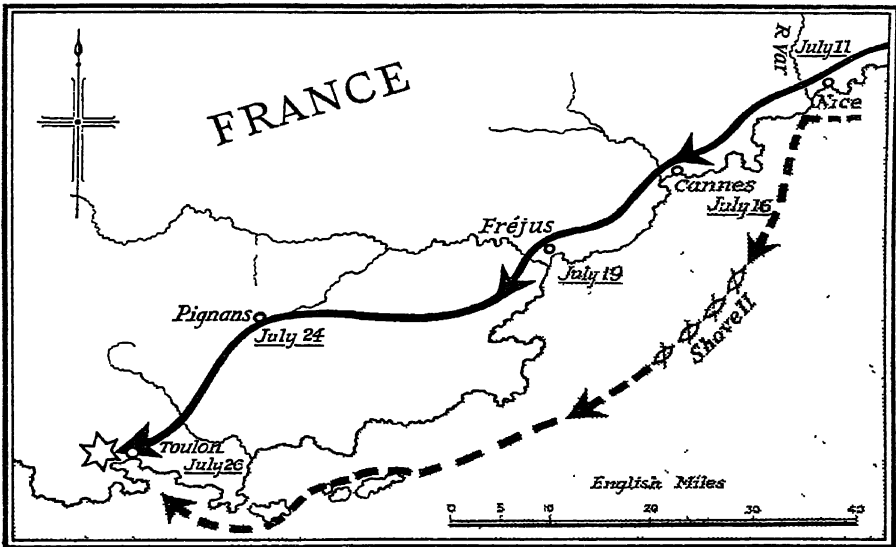 FRANCE
R Var
July 11
Nice
Cannes
July 16
Fréjus
July 19
Pignans
July 24
Shovell
Toulon
July 26
English Miles
0 5 10 20 30 40